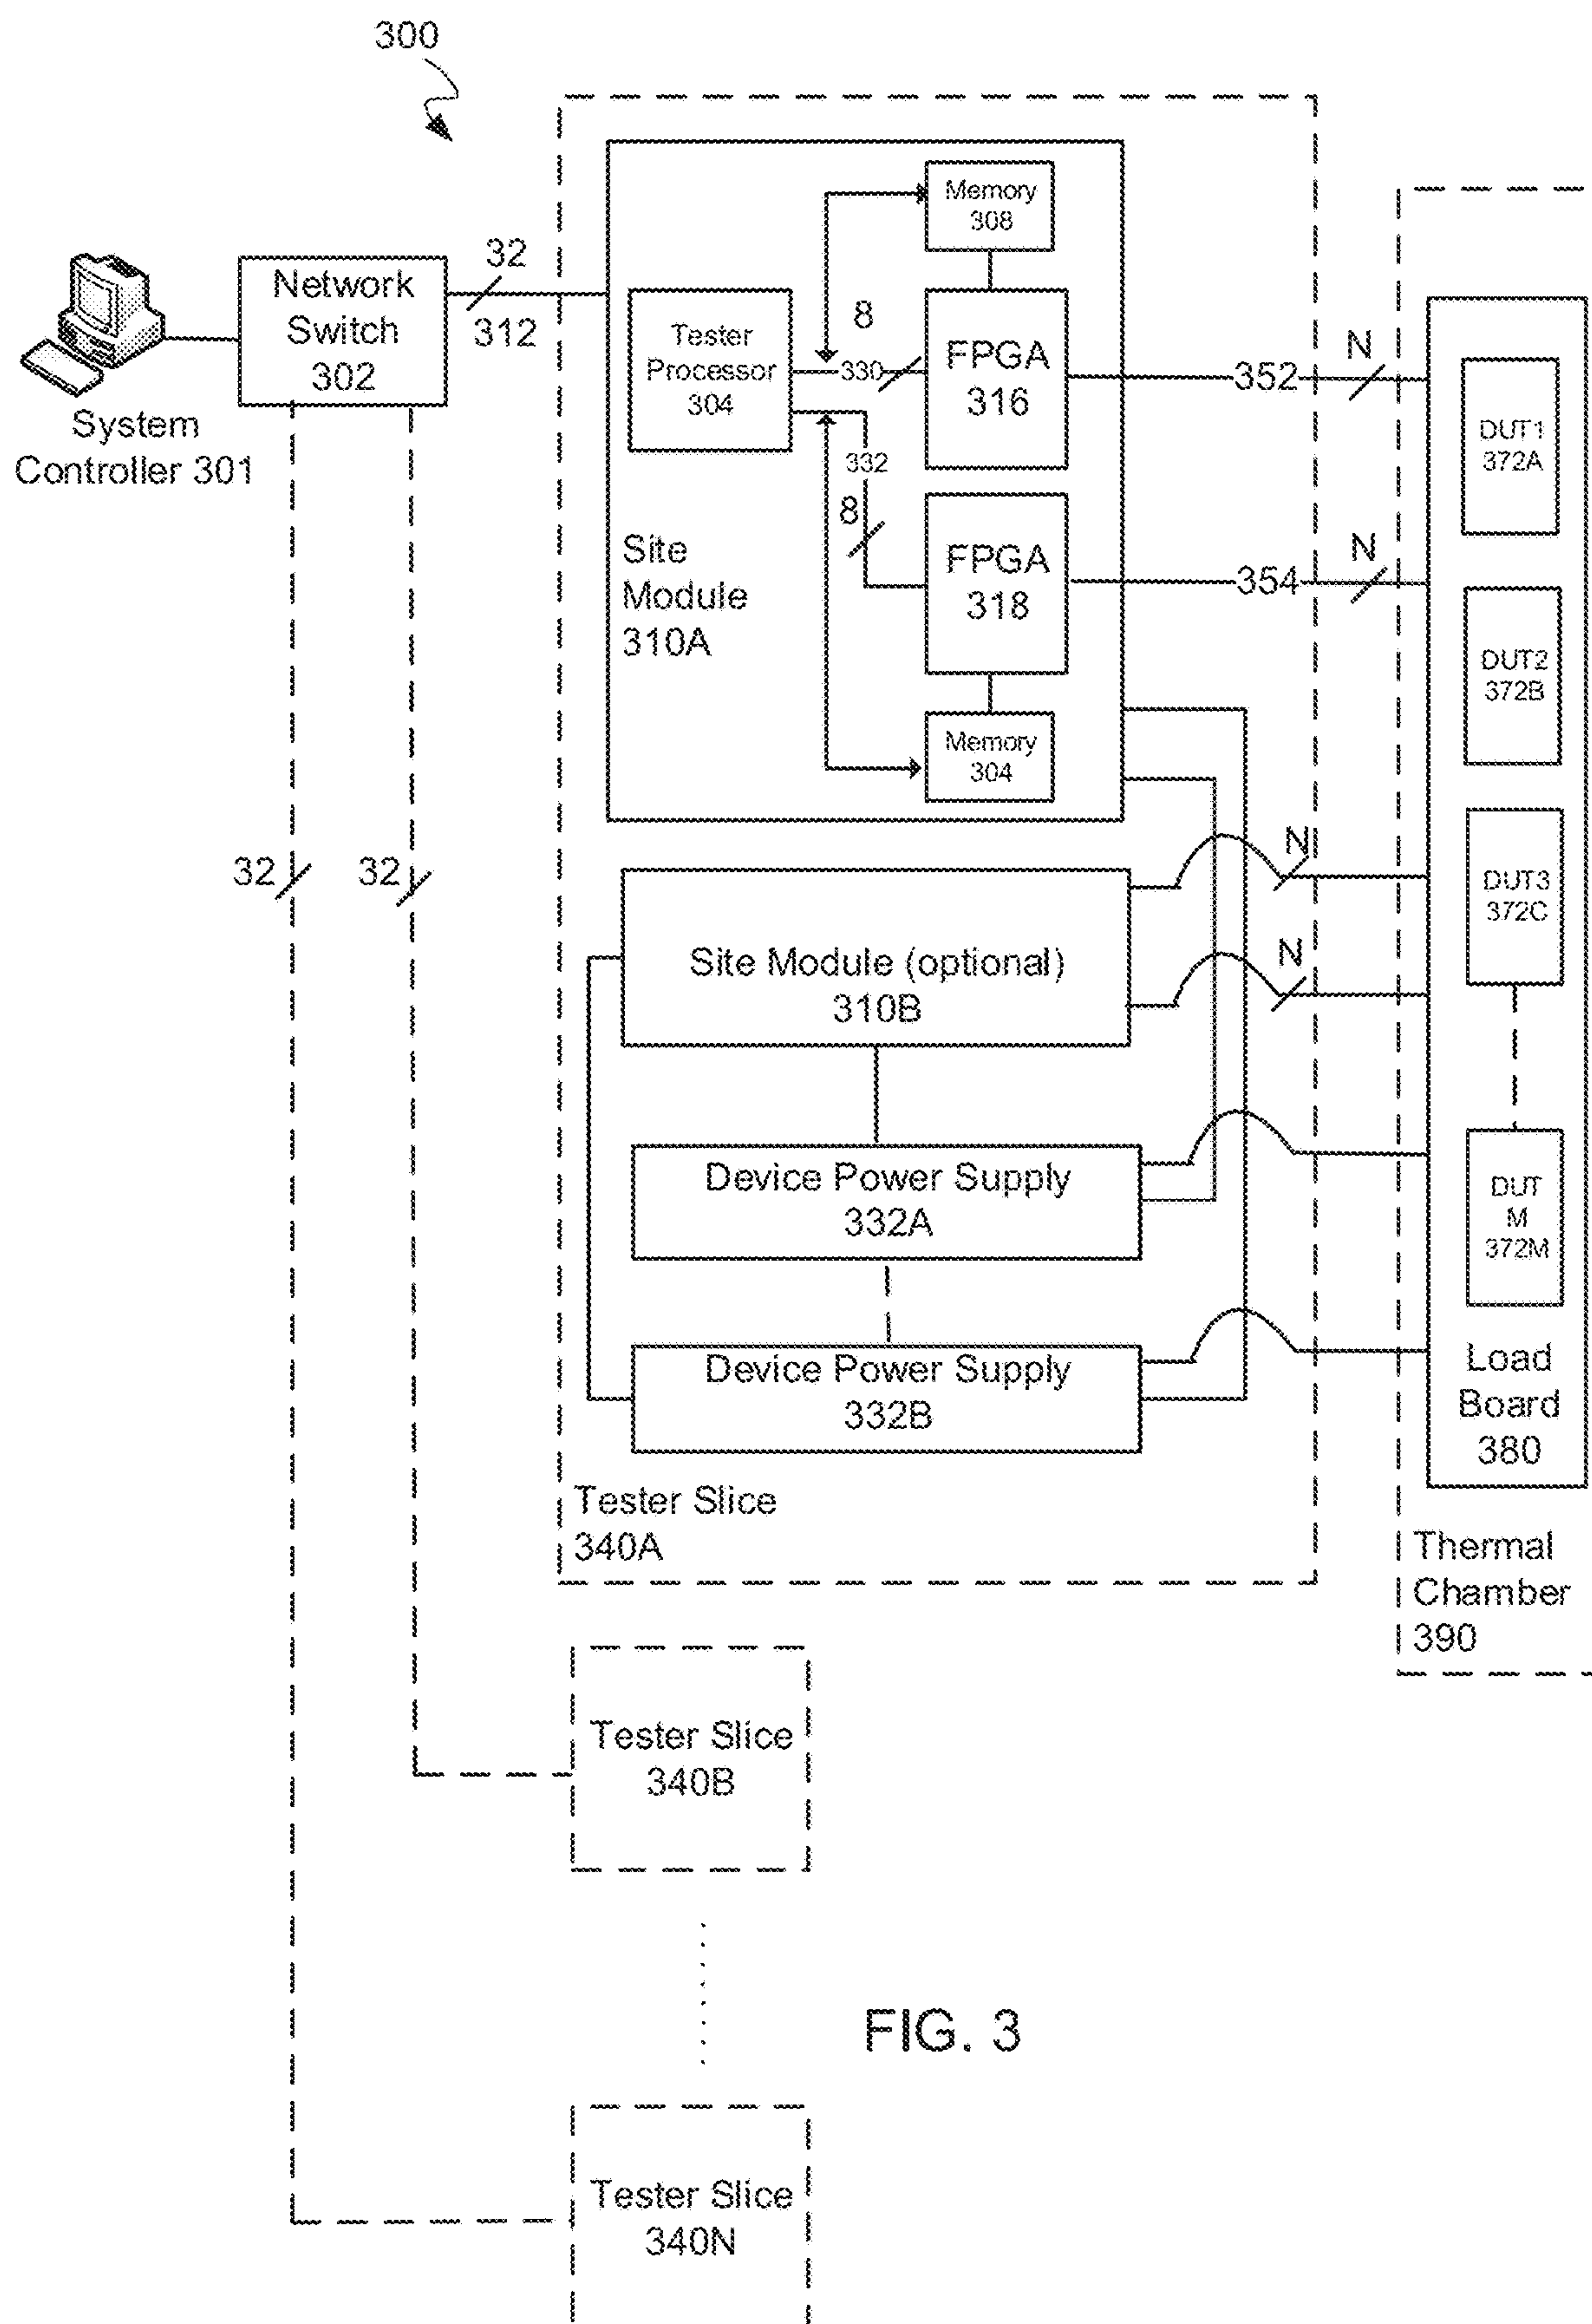 300
Memory
308
32
312
Network
Switch
302
System
Controller 301
Tester
Processor
304
8
330
FPGA
316
352
N
332
8
FPGA
318
354
N
Site
Module
310A
Memory
304
DUT1
372A
DUT2
372B
DUT3
372C
DUT
M
372M
Load
Board
380
32
32
N
N
Site Module (optional)
310B
Device Power Supply
332A
Device Power Supply
332B
Tester Slice
340A
Thermal
Chamber
390
Tester Slice
340B
FIG. 3
Tester Slice
340N